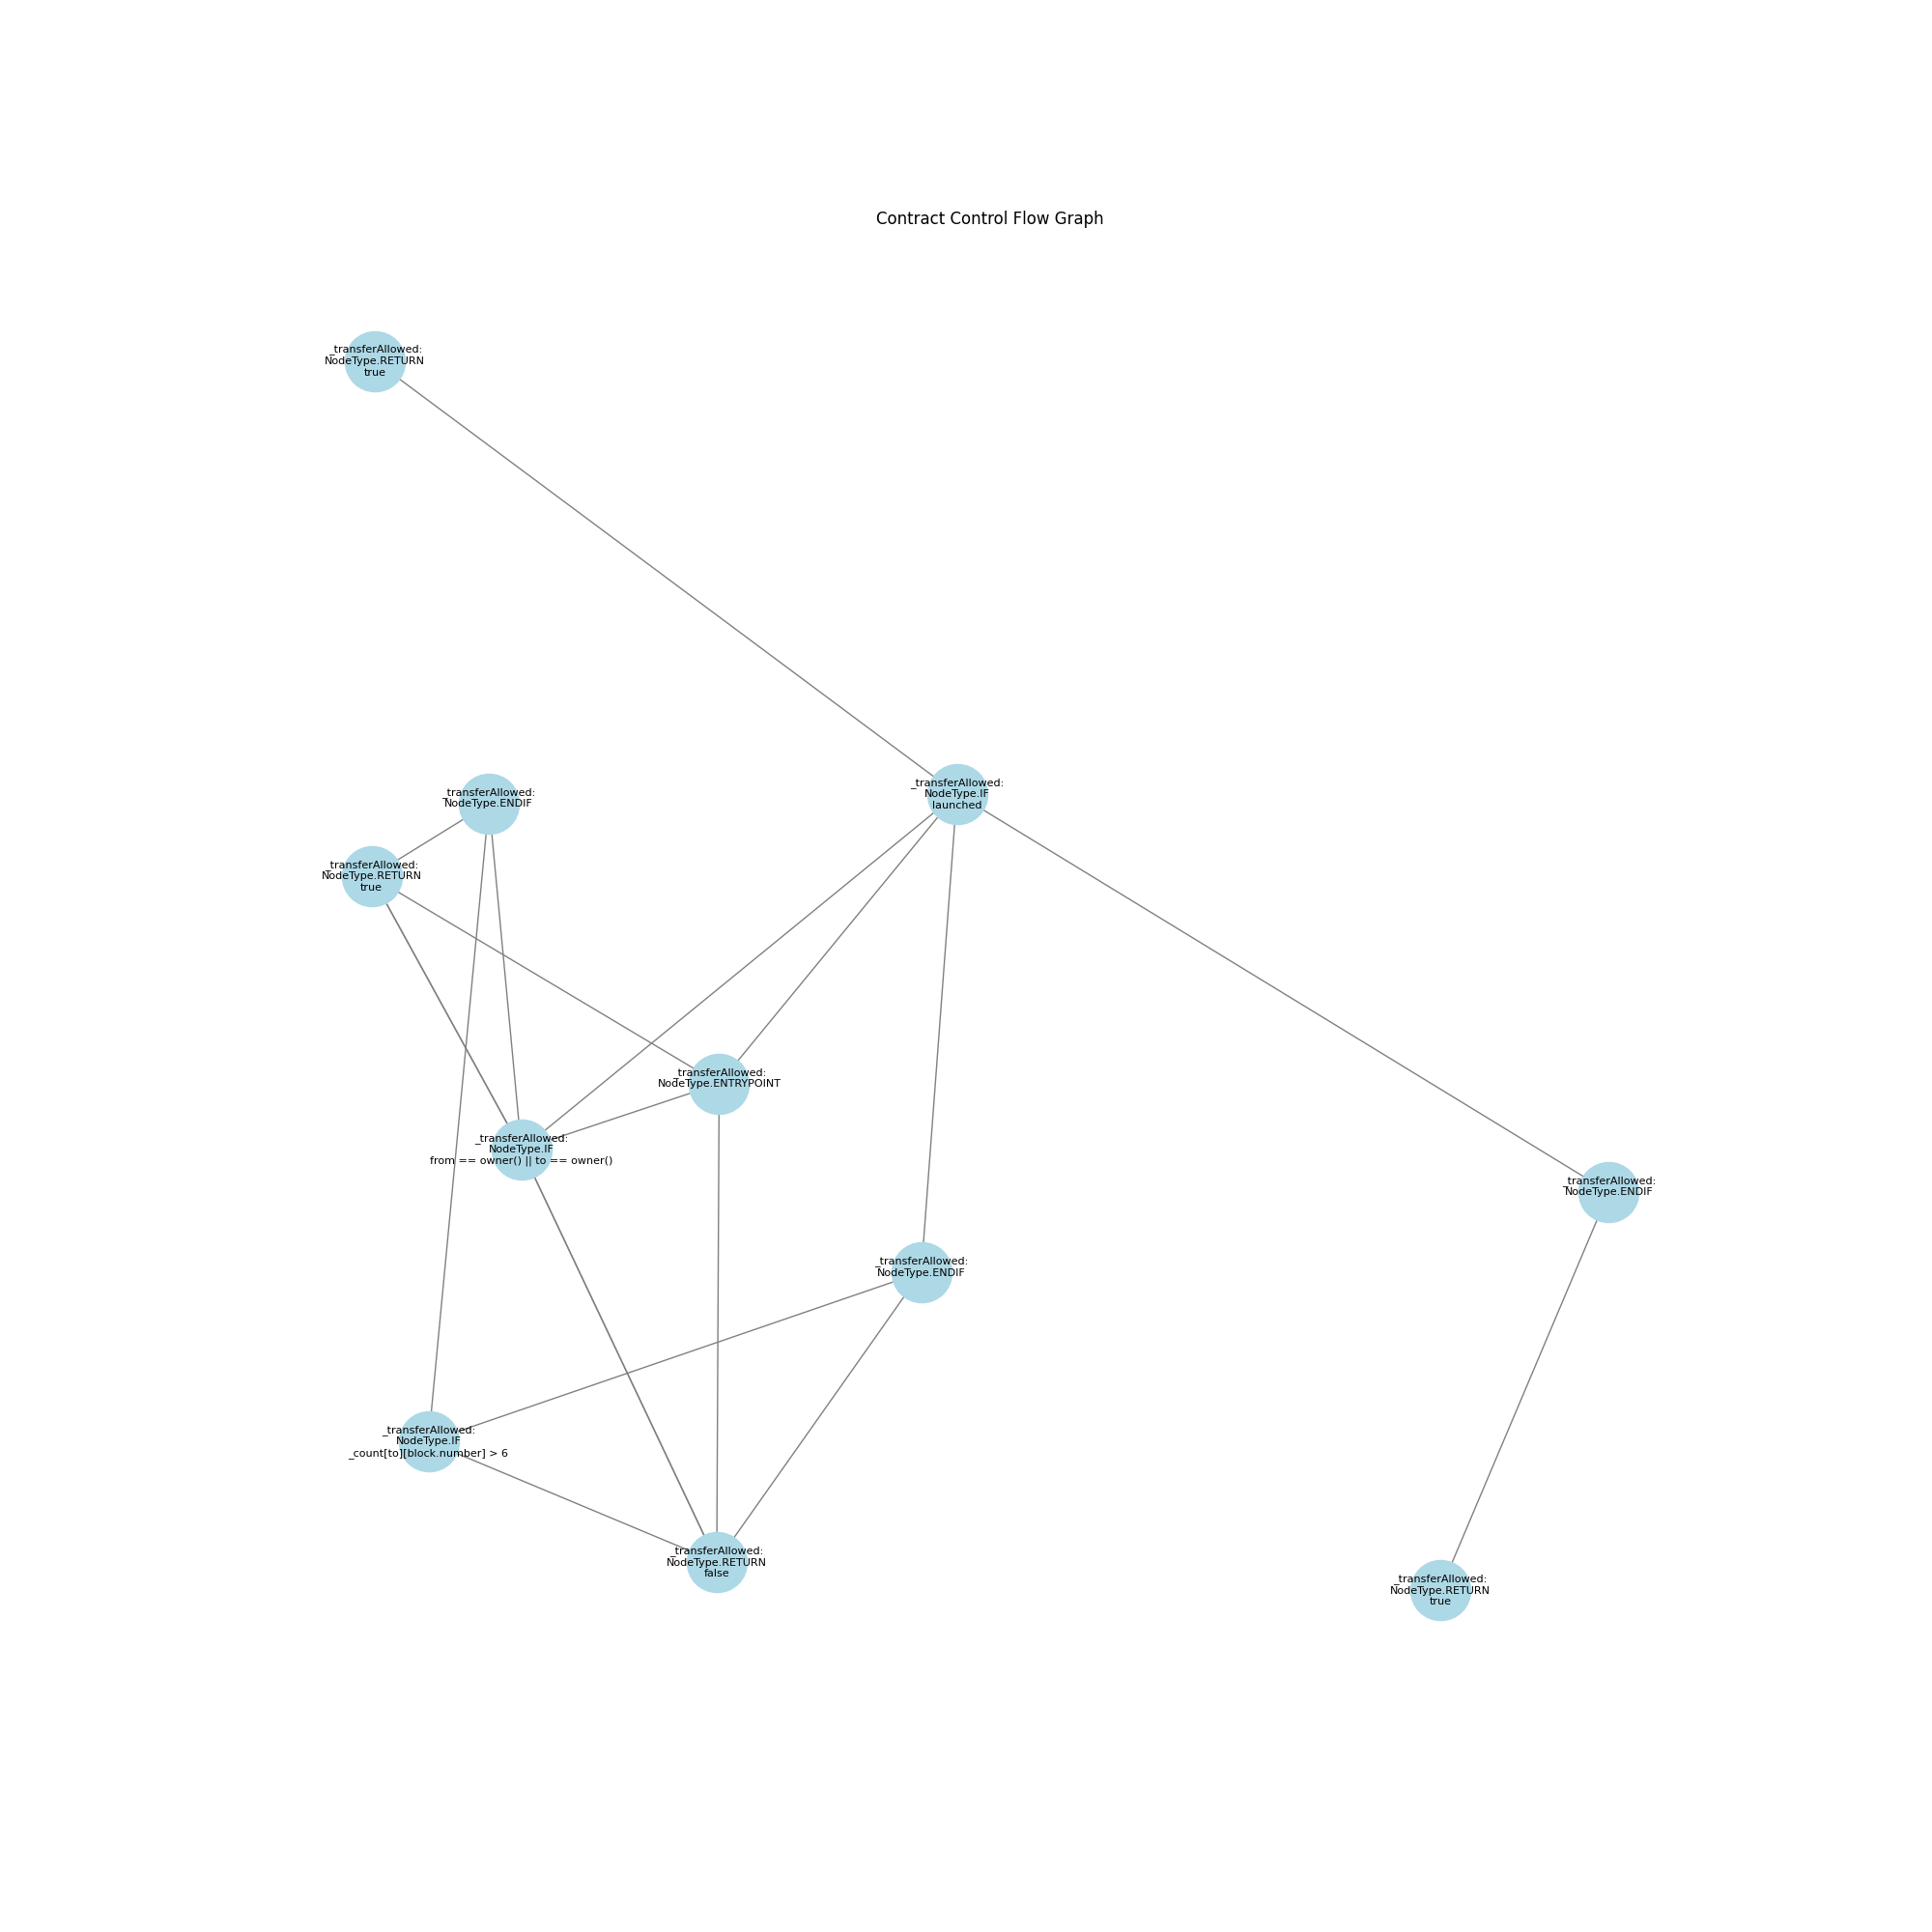 Contract Control Flow Graph
_transferAllowed:
NodeType.RETURN
true
_transferAllowed:
NodeType.IF
launched
_transferAllowed:
NodeType.ENDIF
_transferAllowed:
NodeType.RETURN
true
_transferAllowed:
NodeType.ENTRYPOINT
_transferAllowed:
NodeType.IF
from == owner() || to == owner()
_transferAllowed:
NodeType.ENDIF
_transferAllowed:
NodeType.ENDIF
_transferAllowed:
NodeType.IF
_count[to][block.number] > 6
_transferAllowed:
NodeType.RETURN
false
_transferAllowed:
NodeType.RETURN
true